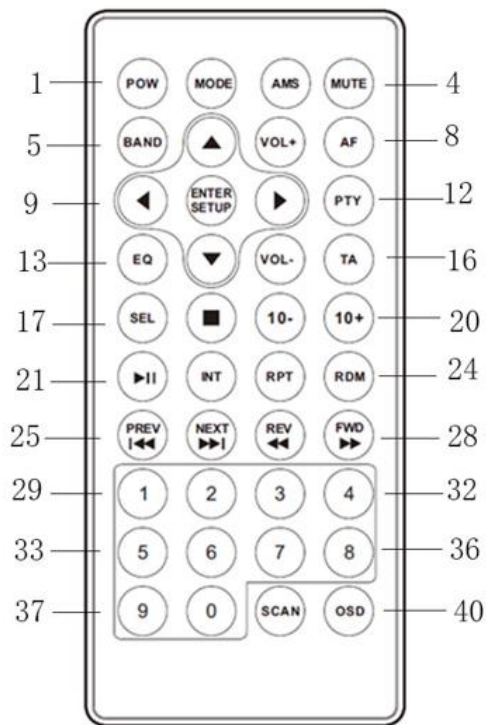 1 POW MODE AMS MUTE 4
5 BAND VOL+ AF 8
9 ENTER SETUP PTY 12
13 EQ VOL- TA 16
17 SEL 10- 10+ 20
21 INT RPT RDM 24
25 PREV NEXT REV FWD 28
29 1 2 3 4 32
33 5 6 7 8 36
37 9 0 SCAN OSD 40